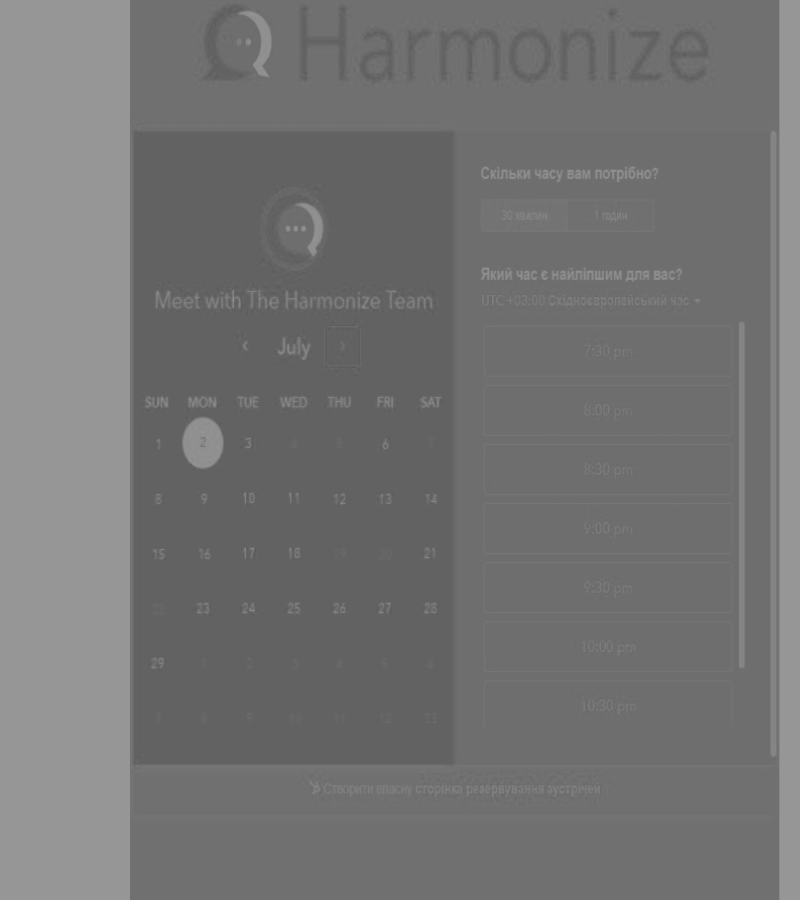 Harmonize
Meet with The Harmonize Team
‹ July ›
SUN MON TUE WED THU FRI SAT
1 2 3 4 5 6 7
8 9 10 11 12 13 14
15 16 17 18 19 20 21
22 23 24 25 26 27 28
29 1 2 3 4 5 6
7 8 9 10 11 12 13
Скільки часу вам потрібно?
30 хвилин 1 годин
Який час є найліпшим для вас?
UTC +03:00 Східноєвропейський час
7:30 pm
8:00 pm
8:30 pm
9:00 pm
9:30 pm
10:00 pm
10:30 pm
Створити власну сторінка резервування зустрічей